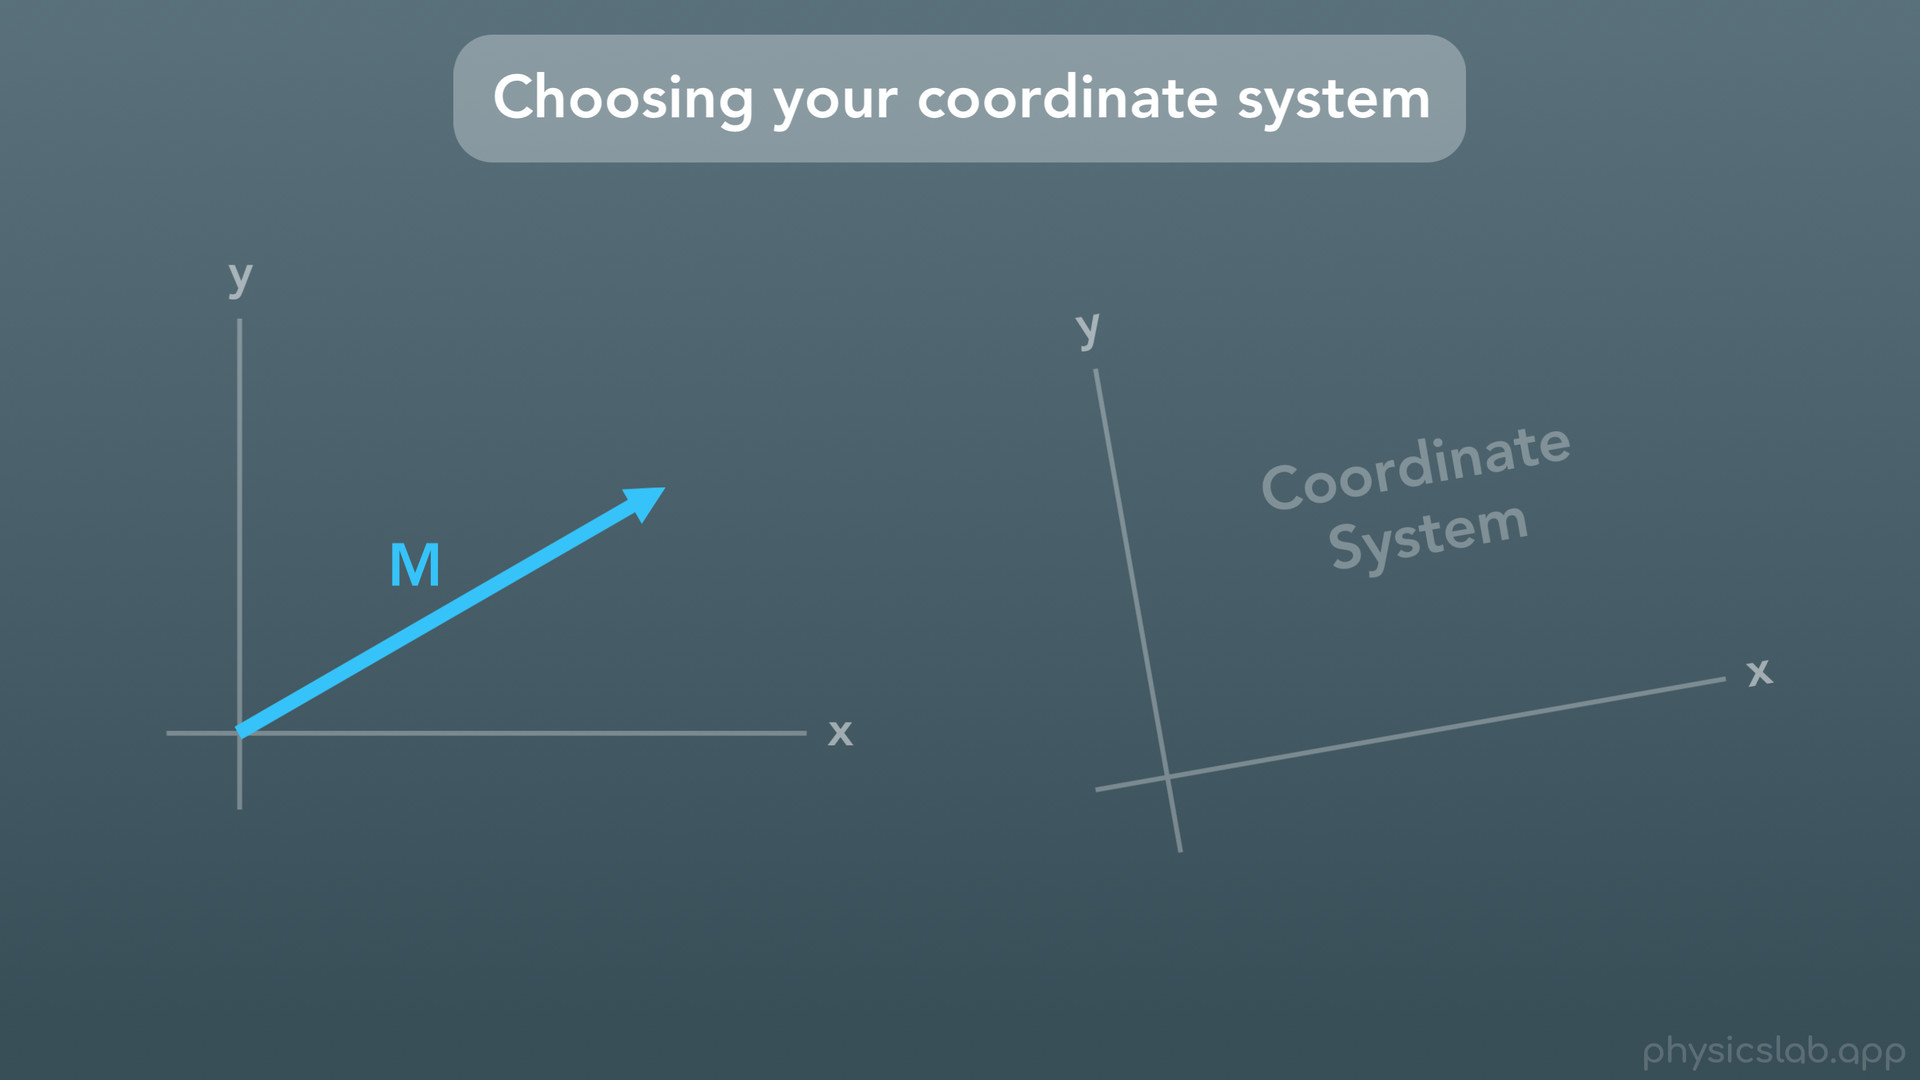 Choosing your coordinate system
y
M
x
y
Coordinate
System
x
physicslab.app